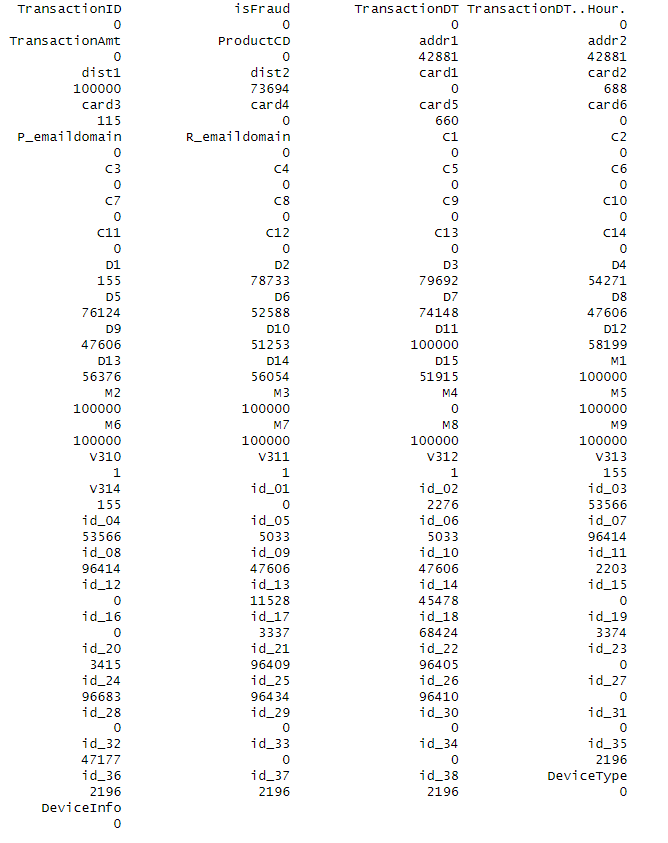 TransactionID isFraud TransactionDT TransactionDT..Hour.
0 0 0 0
TransactionAmt ProductCD addr1 addr2
0 0 42881 42881
dist1 dist2 card1 card2
100000 73694 0 688
card3 card4 card5 card6
115 0 660 0
P_emaildomain R_emaildomain C1 C2
0 0 0 0
C3 C4 C5 C6
0 0 0 0
C7 C8 C9 C10
0 0 0 0
C11 C12 C13 C14
0 0 0 0
D1 D2 D3 D4
155 78733 79692 54271
D5 D6 D7 D8
76124 52588 74148 47606
D9 D10 D11 D12
47606 51253 100000 58199
D13 D14 D15 M1
56376 56054 51915 100000
M2 M3 M4 M5
100000 100000 0 100000
M6 M7 M8 M9
100000 100000 100000 100000
V310 V311 V312 V313
1 1 1 155
V314 id_01 id_02 id_03
155 0 2276 53566
id_04 id_05 id_06 id_07
53566 5033 5033 96414
id_08 id_09 id_10 id_11
96414 47606 47606 2203
id_12 id_13 id_14 id_15
0 11528 45478 0
id_16 id_17 id_18 id_19
0 3337 68424 3374
id_20 id_21 id_22 id_23
3415 96409 96405 0
id_24 id_25 id_26 id_27
96683 96434 96410 0
id_28 id_29 id_30 id_31
0 0 0 0
id_32 id_33 id_34 id_35
47177 0 0 2196
id_36 id_37 id_38 DeviceType
2196 2196 2196 0
DeviceInfo
0